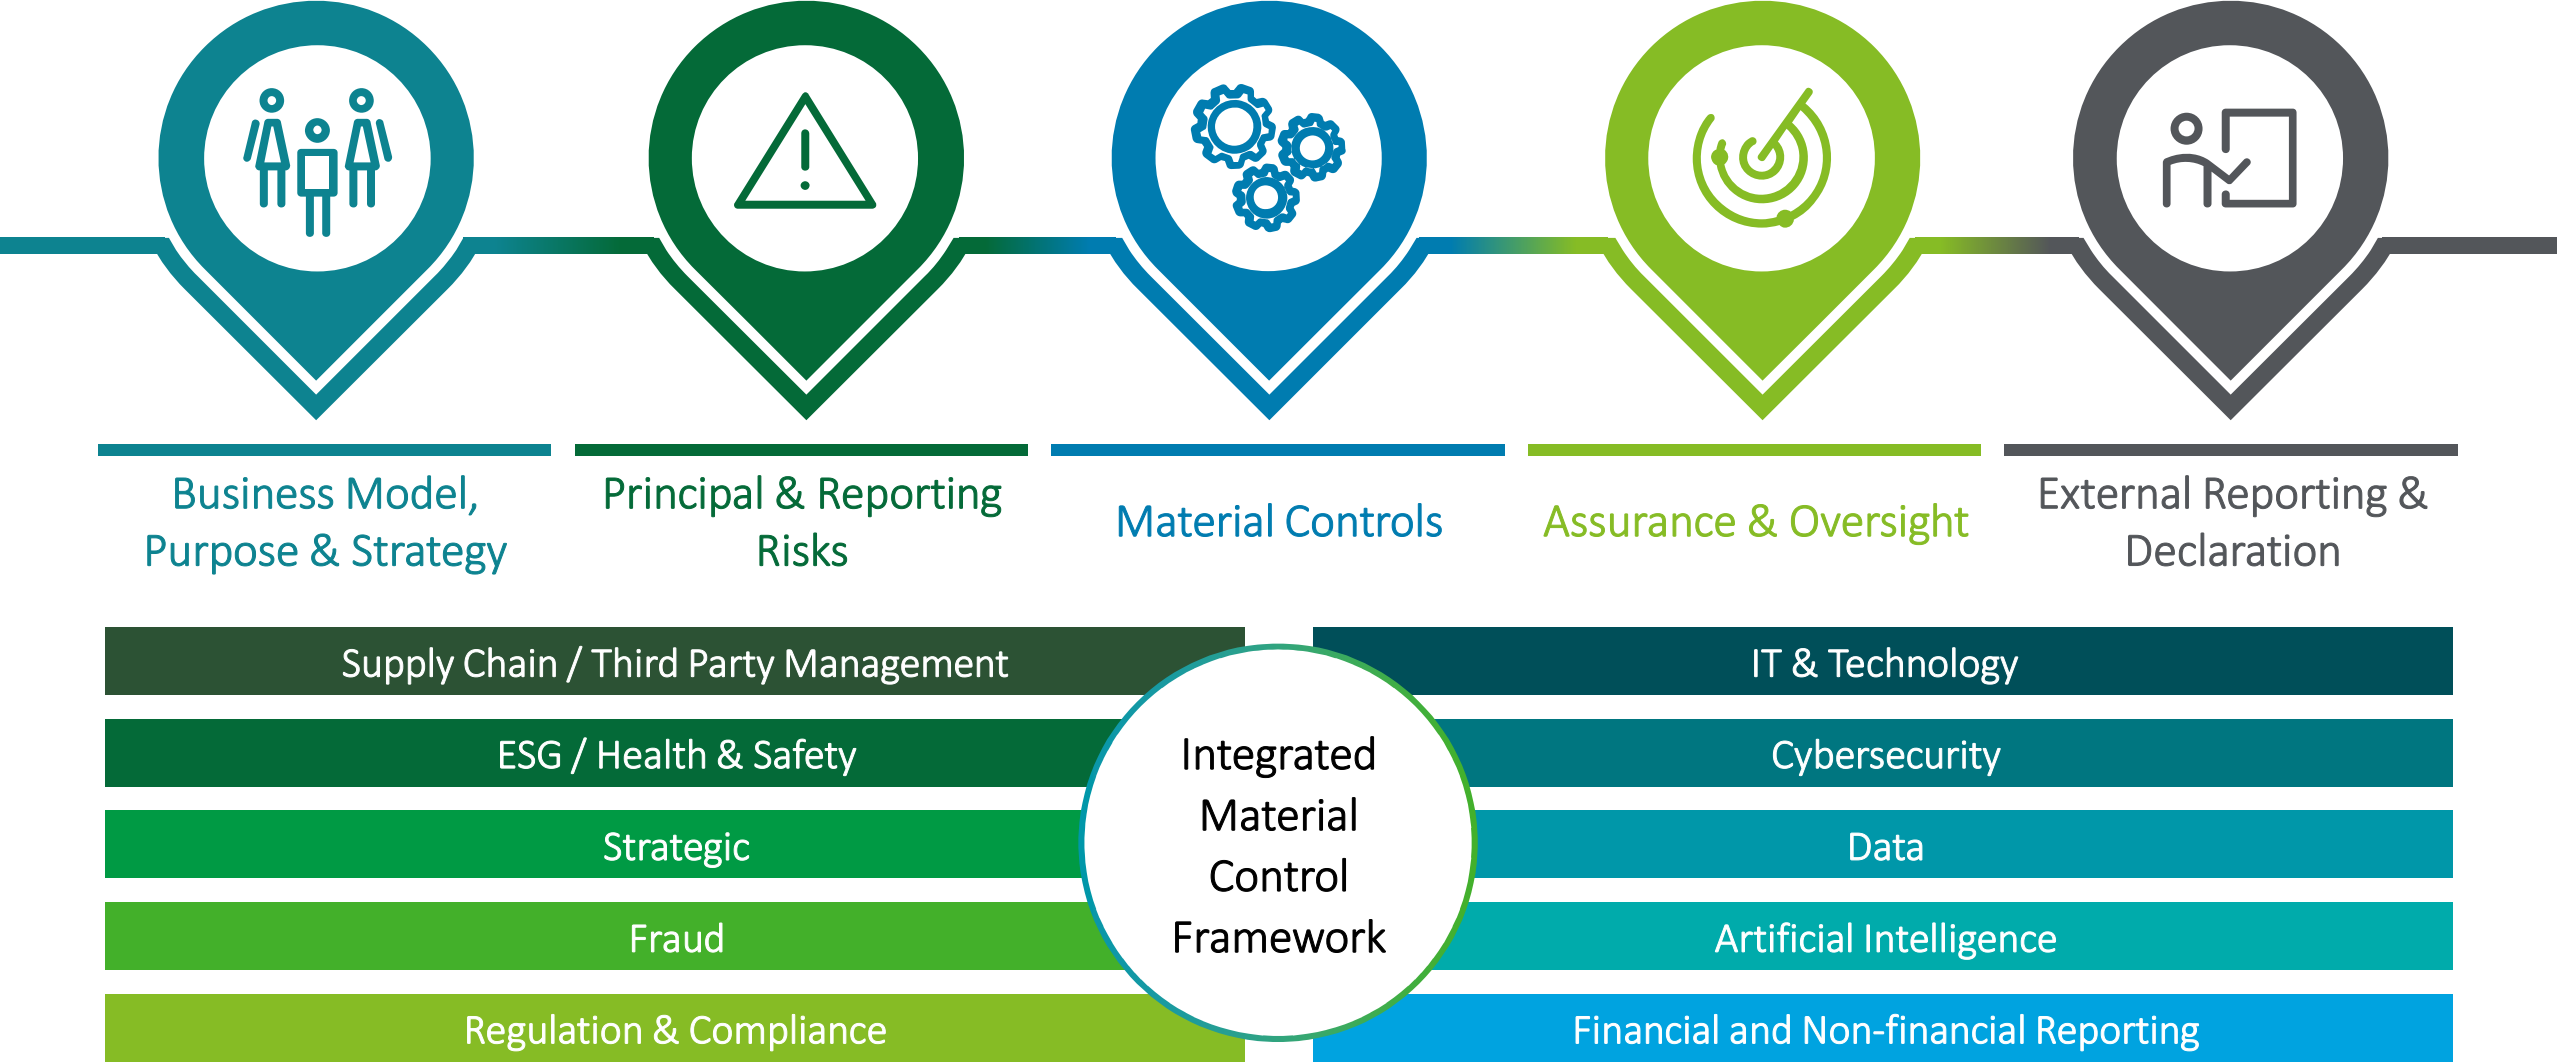 Business Model,
Purpose & Strategy
Principal & Reporting
Risks
Material Controls
Assurance & Oversight
External Reporting &
Declaration
Supply Chain / Third Party Management
ESG / Health & Safety
Strategic
Fraud
Regulation & Compliance
Integrated
Material
Control
Framework
IT & Technology
Cybersecurity
Data
Artificial Intelligence
Financial and Non-financial Reporting